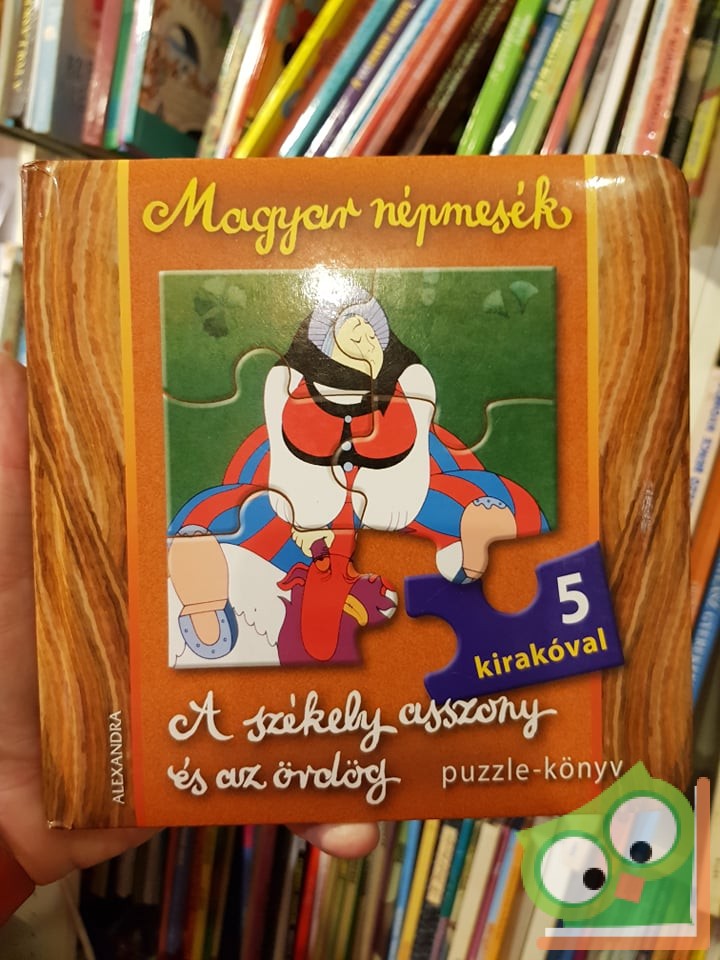 Magyar népmesék
5
kirakóval
A székely asszony
és az ördög
puzzle-könyv
ALEXANDRA